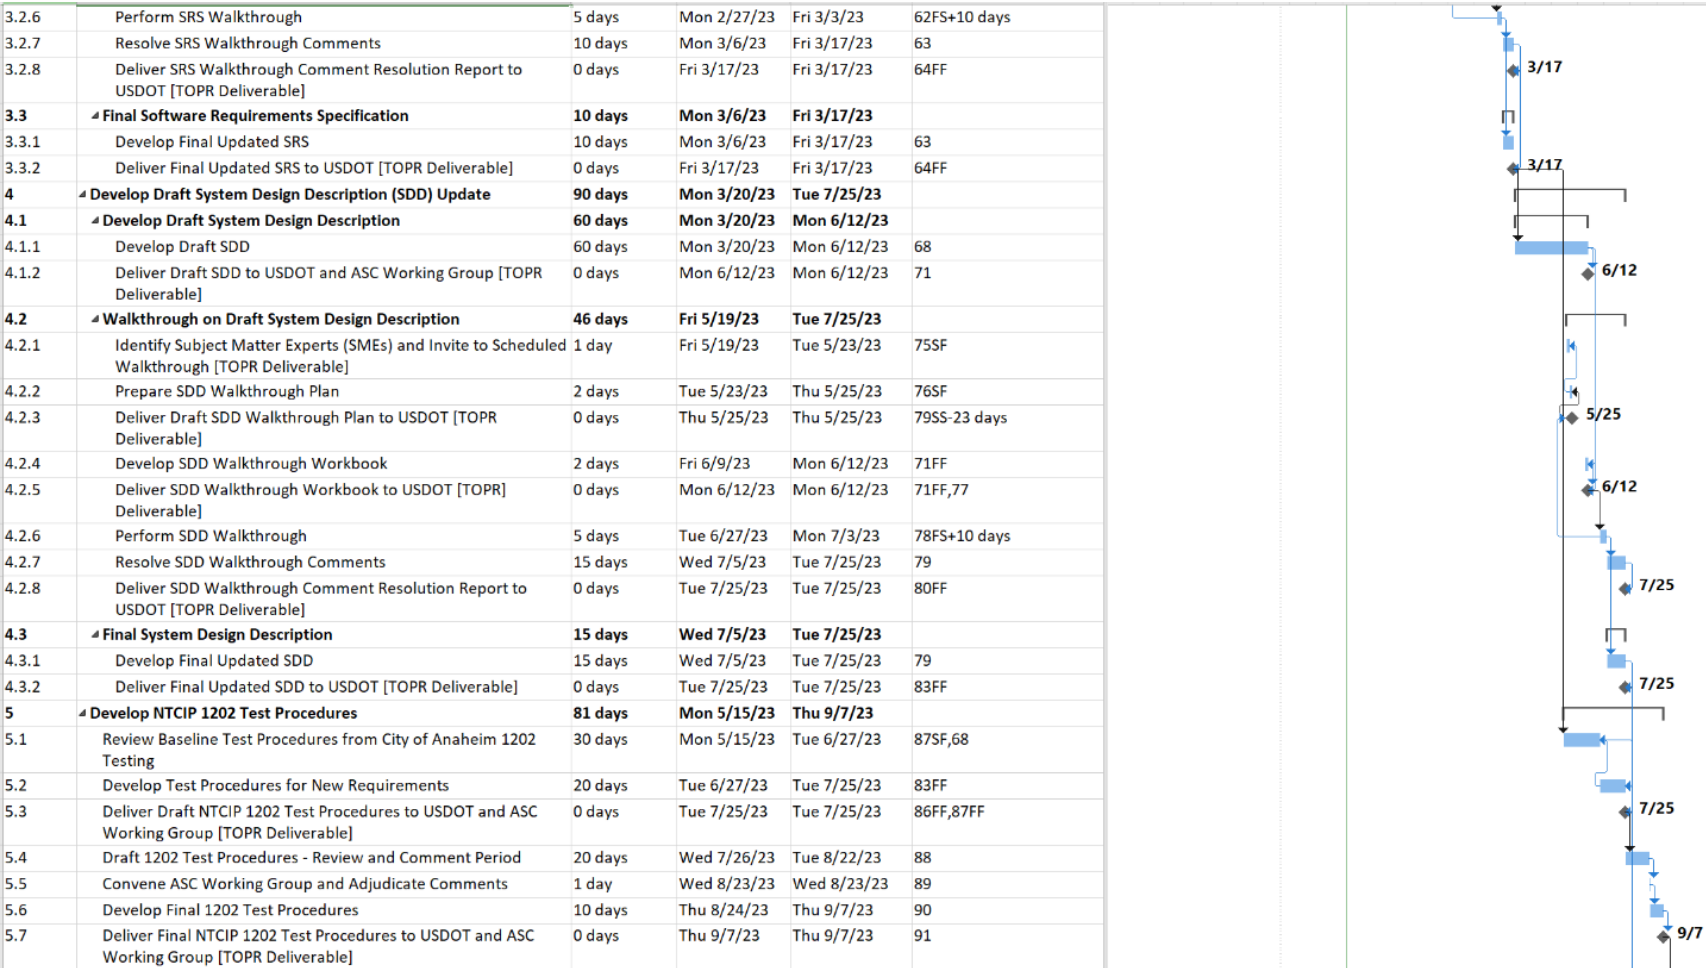 3.2.6 Perform SRS Walkthrough 5 days Mon 2/27/23 Fri 3/3/23 62FS+10 days
3.2.7 Resolve SRS Walkthrough Comments 10 days Mon 3/6/23 Fri 3/17/23 63
3.2.8 Deliver SRS Walkthrough Comment Resolution Report to 0 days Fri 3/17/23 Fri 3/17/23 64FF 3/17
USDOT [TOPR Deliverable]
3.3 Final Software Requirements Specification 10 days Mon 3/6/23 Fri 3/17/23
3.3.1 Develop Final Updated SRS 10 days Mon 3/6/23 Fri 3/17/23 63
3.3.2 Deliver Final Updated SRS to USDOT [TOPR Deliverable] 0 days Fri 3/17/23 Fri 3/17/23 64FF 3/17
4 Develop Draft System Design Description (SDD) Update 90 days Mon 3/20/23 Tue 7/25/23
4.1 Develop Draft System Design Description 60 days Mon 3/20/23 Mon 6/12/23
4.1.1 Develop Draft SDD 60 days Mon 3/20/23 Mon 6/12/23 68
4.1.2 Deliver Draft SDD to USDOT and ASC Working Group [TOPR 0 days Mon 6/12/23 Mon 6/12/23 71 6/12
Deliverable]
4.2 Walkthrough on Draft System Design Description 46 days Fri 5/19/23 Tue 7/25/23
4.2.1 Identify Subject Matter Experts (SMEs) and Invite to Scheduled 1 day Fri 5/19/23 Tue 5/23/23 75SF
Walkthrough [TOPR Deliverable]
4.2.2 Prepare SDD Walkthrough Plan 2 days Tue 5/23/23 Thu 5/25/23 76SF
4.2.3 Deliver Draft SDD Walkthrough Plan to USDOT [TOPR 0 days Thu 5/25/23 Thu 5/25/23 79SS-23 days 5/25
Deliverable]
4.2.4 Develop SDD Walkthrough Workbook 2 days Fri 6/9/23 Mon 6/12/23 71FF
4.2.5 Deliver SDD Walkthrough Workbook to USDOT [TOPR] 0 days Mon 6/12/23 Mon 6/12/23 71FF,77 6/12
Deliverable]
4.2.6 Perform SDD Walkthrough 5 days Tue 6/27/23 Mon 7/3/23 78FS+10 days
4.2.7 Resolve SDD Walkthrough Comments 15 days Wed 7/5/23 Tue 7/25/23 79
4.2.8 Deliver SDD Walkthrough Comment Resolution Report to 0 days Tue 7/25/23 Tue 7/25/23 80FF 7/25
USDOT [TOPR Deliverable]
4.3 Final System Design Description 15 days Wed 7/5/23 Tue 7/25/23
4.3.1 Develop Final Updated SDD 15 days Wed 7/5/23 Tue 7/25/23 79
4.3.2 Deliver Final Updated SDD to USDOT [TOPR Deliverable] 0 days Tue 7/25/23 Tue 7/25/23 83FF 7/25
5 Develop NTCIP 1202 Test Procedures 81 days Mon 5/15/23 Thu 9/7/23
5.1 Review Baseline Test Procedures from City of Anaheim 1202 30 days Mon 5/15/23 Tue 6/27/23 87SF,68
Testing
5.2 Develop Test Procedures for New Requirements 20 days Tue 6/27/23 Tue 7/25/23 83FF
5.3 Deliver Draft NTCIP 1202 Test Procedures to USDOT and ASC 0 days Tue 7/25/23 Tue 7/25/23 86FF,87FF 7/25
Working Group [TOPR Deliverable]
5.4 Draft 1202 Test Procedures - Review and Comment Period 20 days Wed 7/26/23 Tue 8/22/23 88
5.5 Convene ASC Working Group and Adjudicate Comments 1 day Wed 8/23/23 Wed 8/23/23 89
5.6 Develop Final 1202 Test Procedures 10 days Thu 8/24/23 Thu 9/7/23 90
5.7 Deliver Final NTCIP 1202 Test Procedures to USDOT and ASC 0 days Thu 9/7/23 Thu 9/7/23 91 9/7
Working Group [TOPR Deliverable]